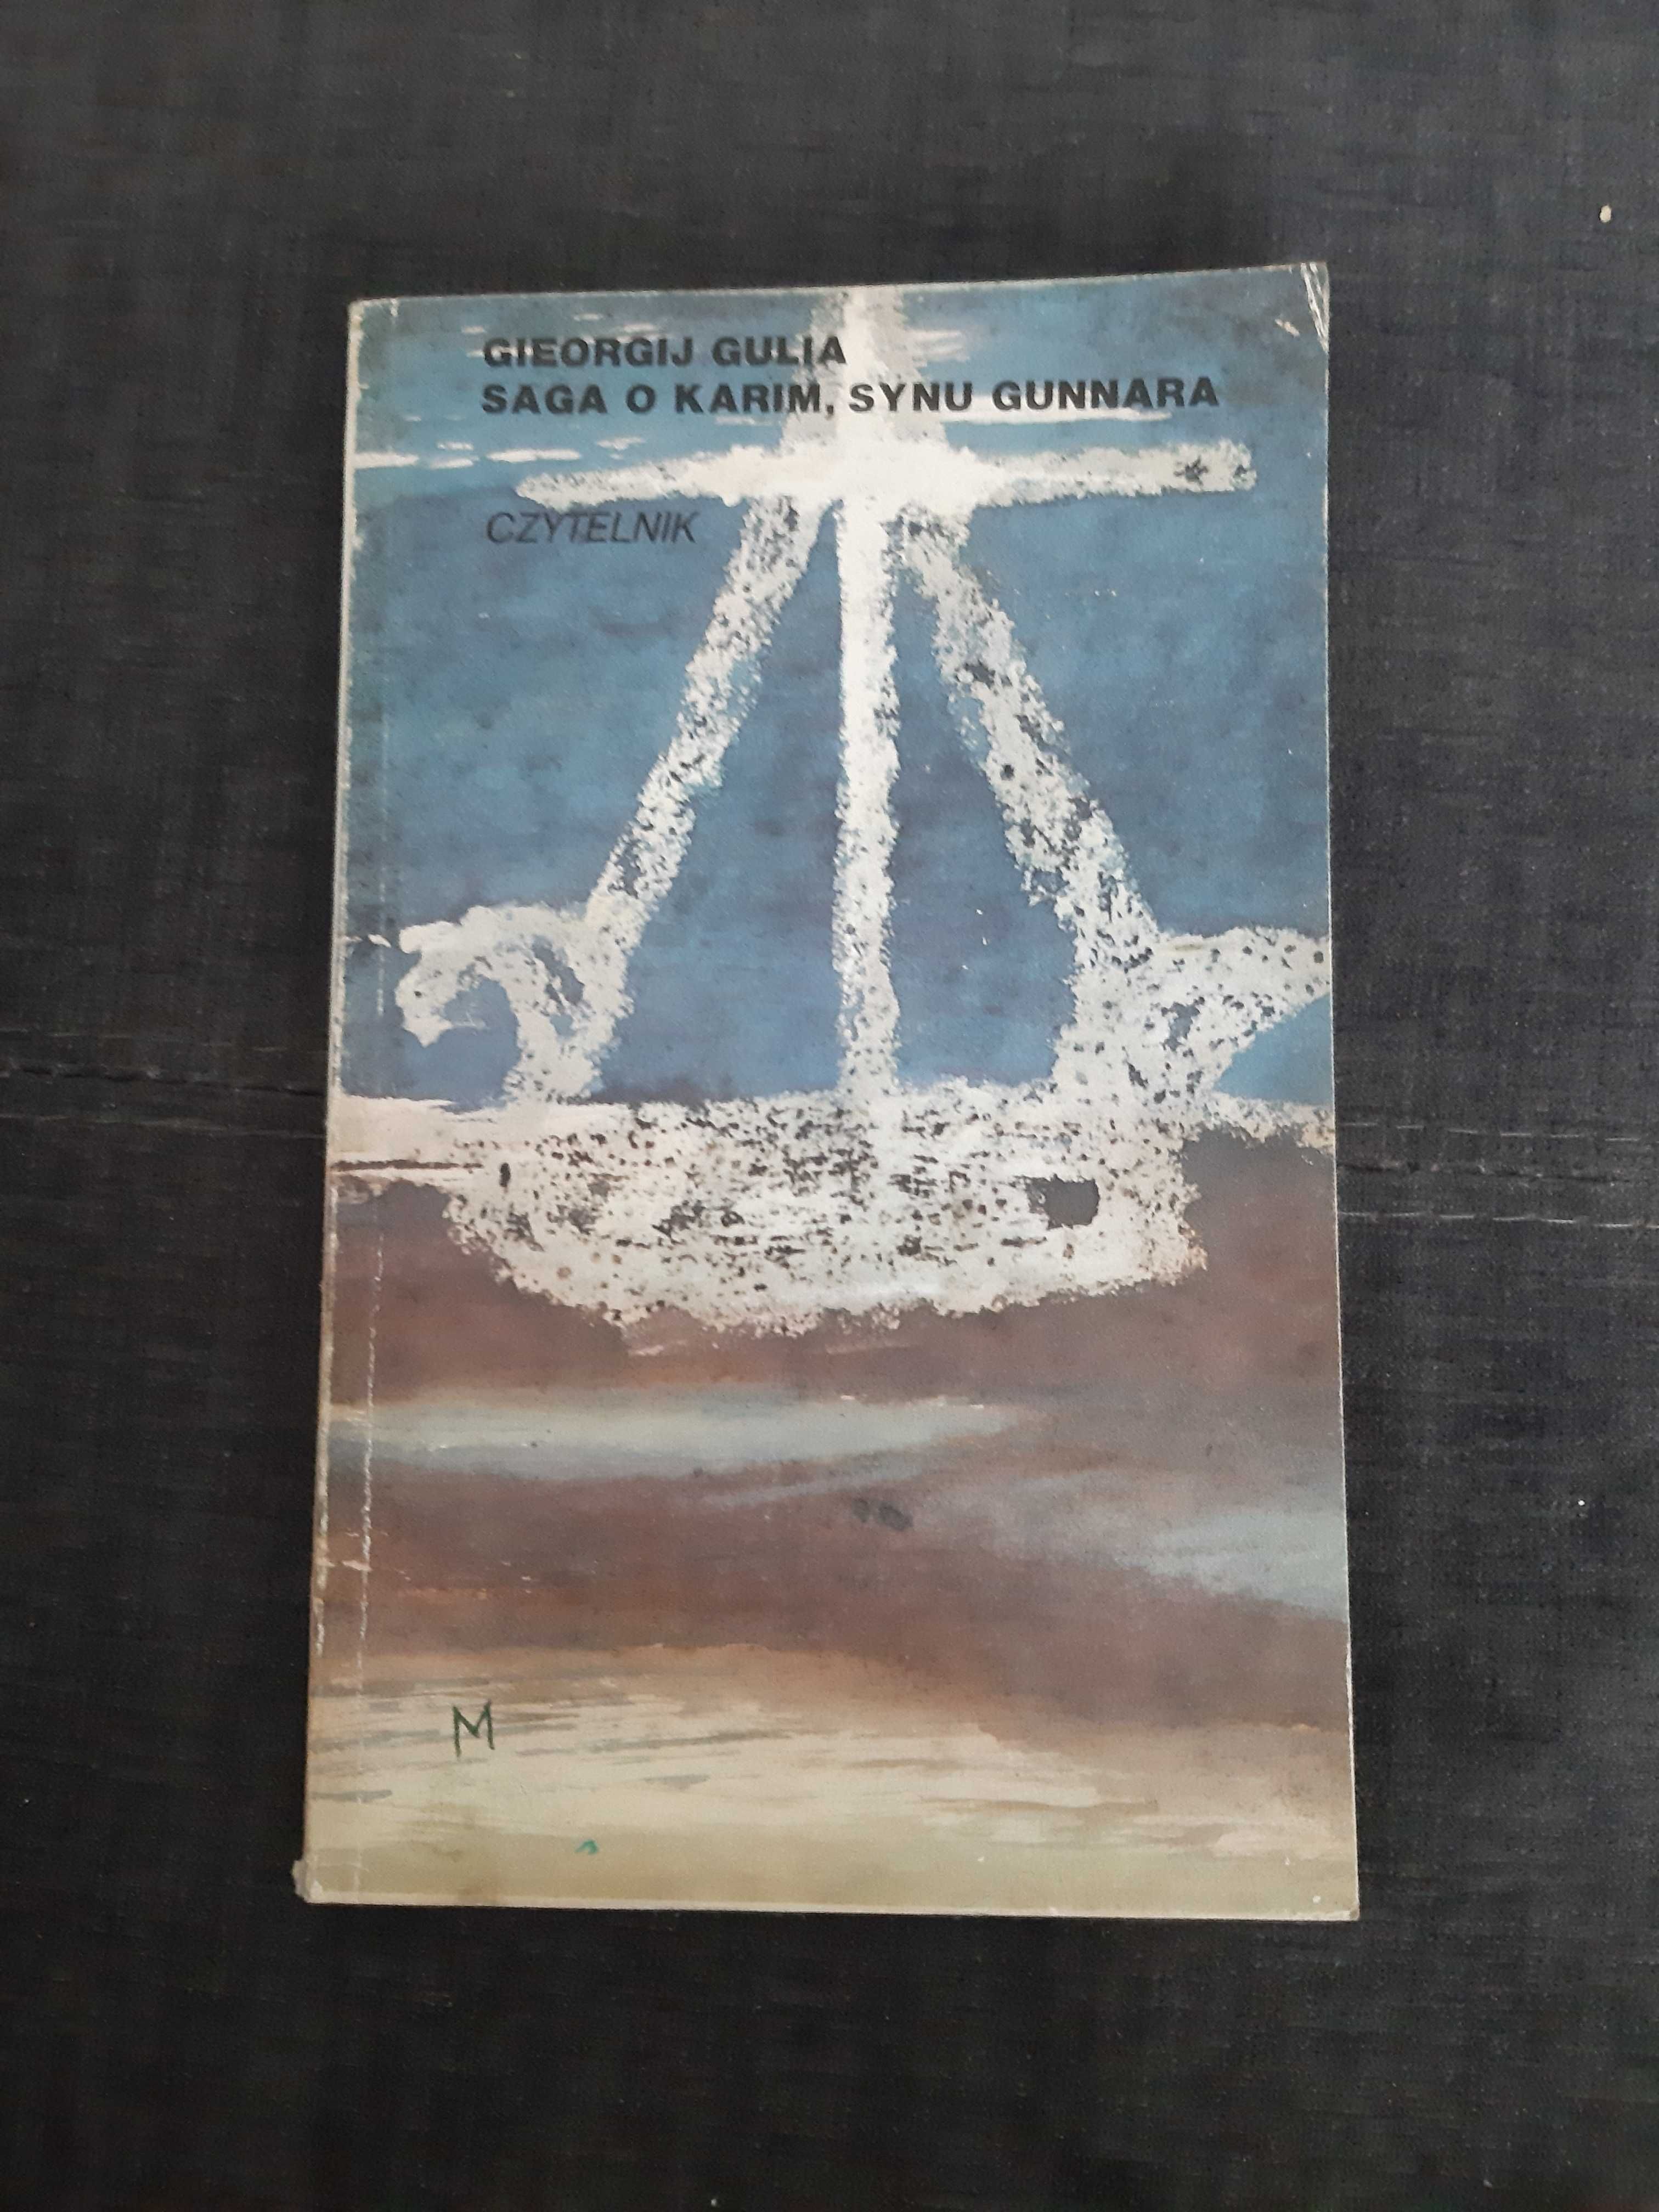 GIEORGIJ GULIA
SAGA O KARIM, SYNU GUNNARA
CZYTELNIK
M